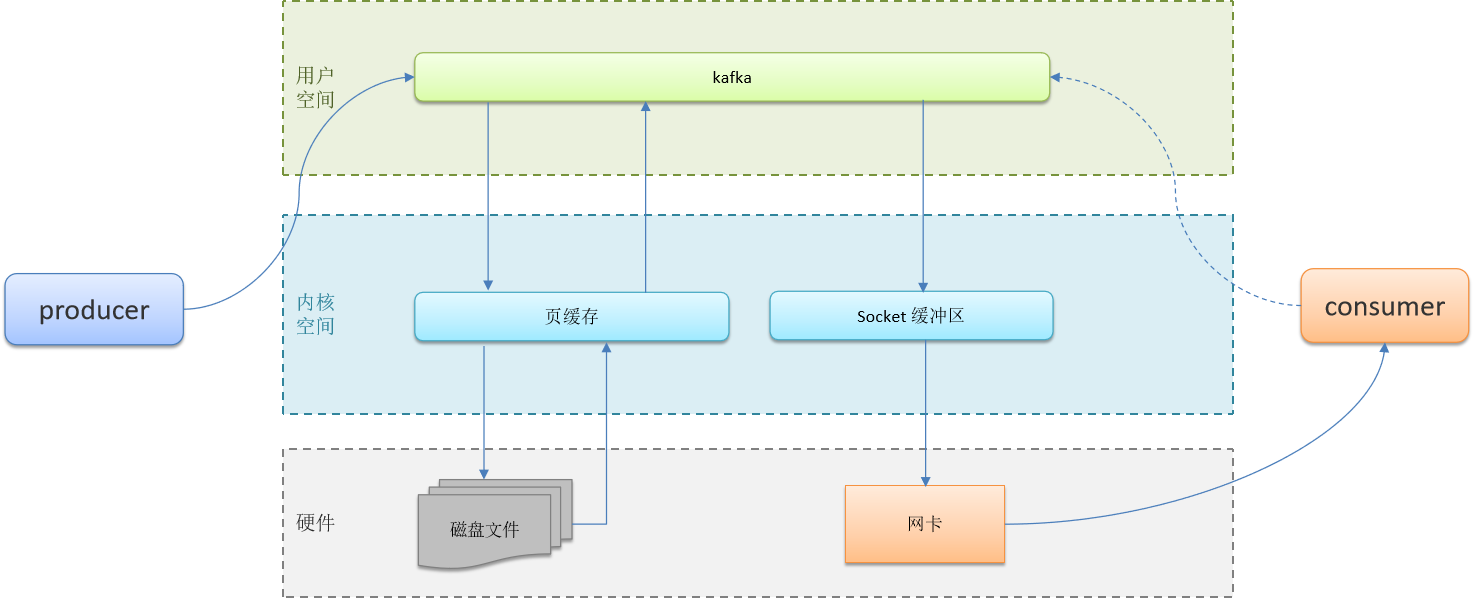 用户
空间
kafka
producer
内核
空间
页缓存
Socket 缓冲区
consumer
硬件
磁盘文件
网卡